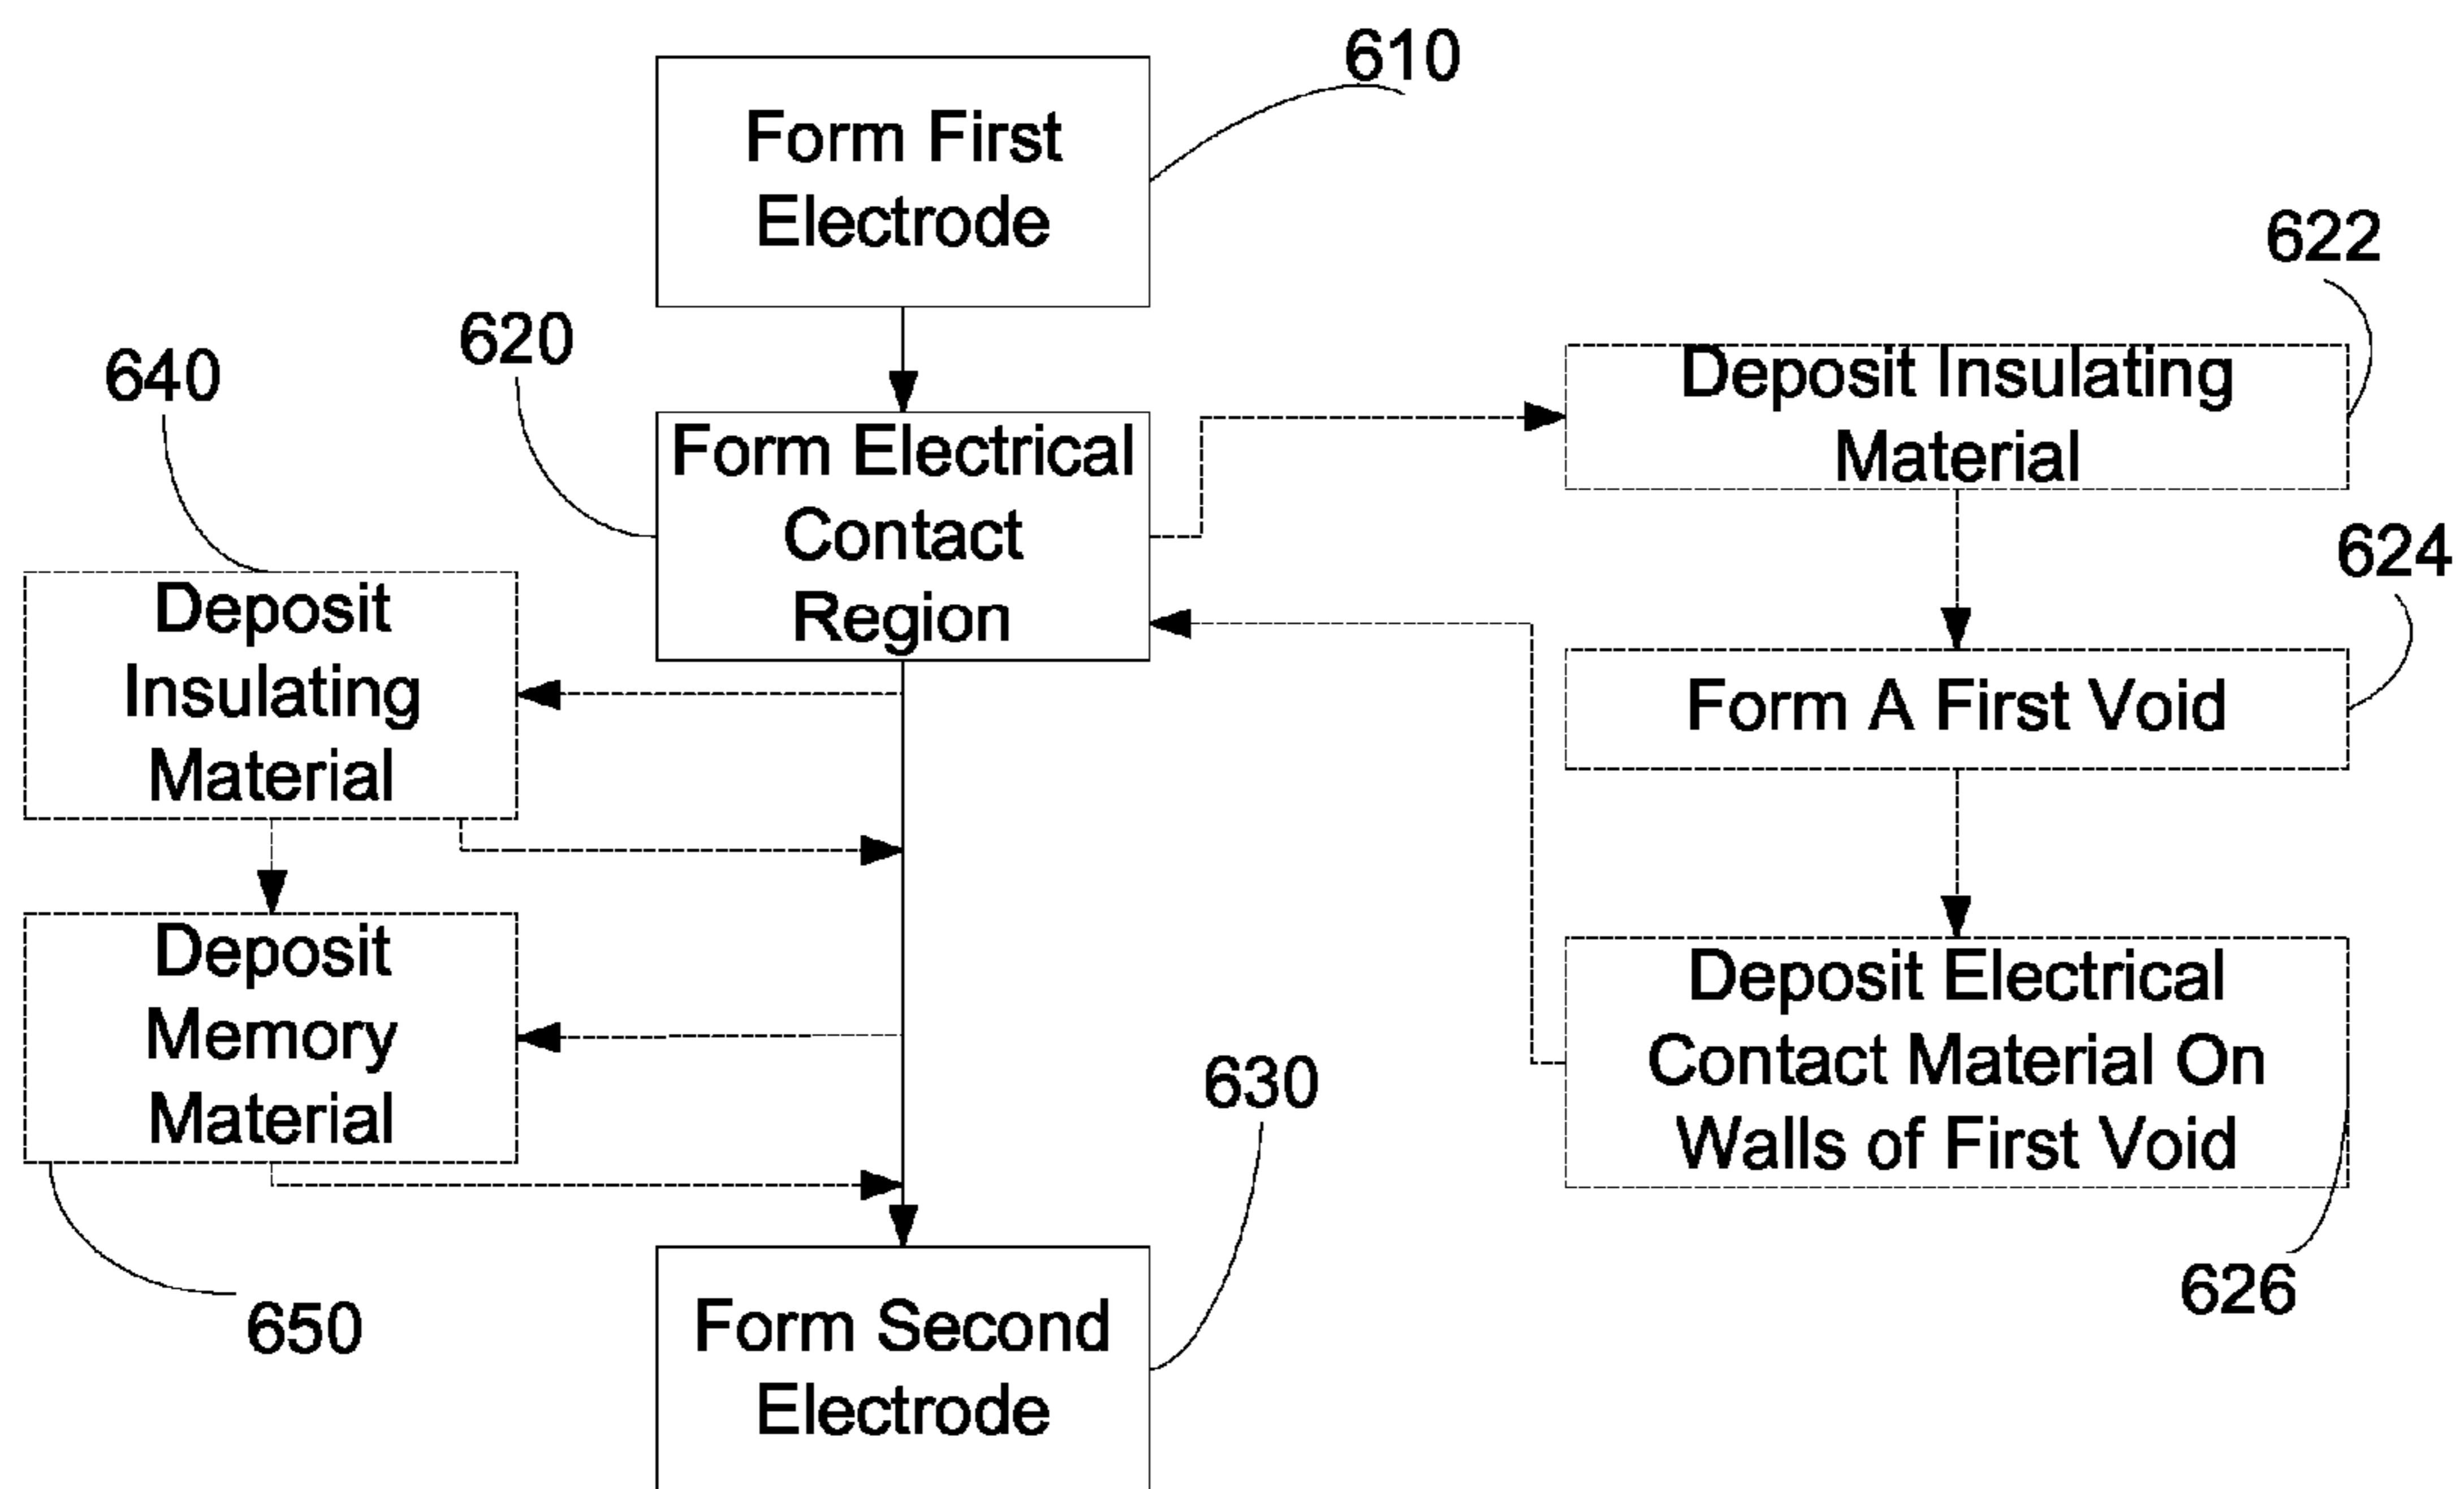 610
Form First
Electrode
622
620
640
Deposit Insulating
Material
Form Electrical
Contact
Region
624
Deposit
Insulating
Material
Form A First Void
Deposit
Memory
Material
Deposit Electrical
Contact Material On
Walls of First Void
630
626
650
Form Second
Electrode